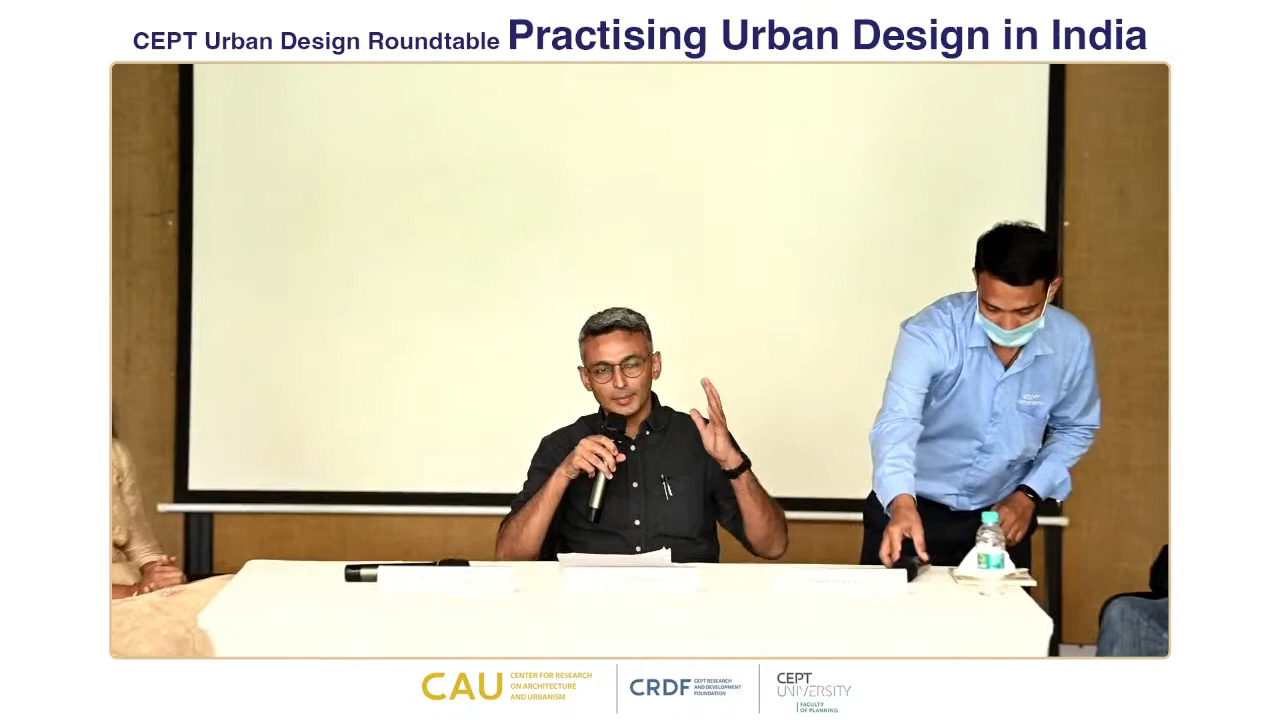 CEPT Urban Design Roundtable Practising Urban Design in India
CEPT
CAU
CENTER FOR RESEARCH
ON ARCHITECTURE
AND URBANISM
CRDF
CEPT RESEARCH
AND DEVELOPMENT
FOUNDATION
CEPT
UNIVERSITY
FACULTY
OF PLANNING